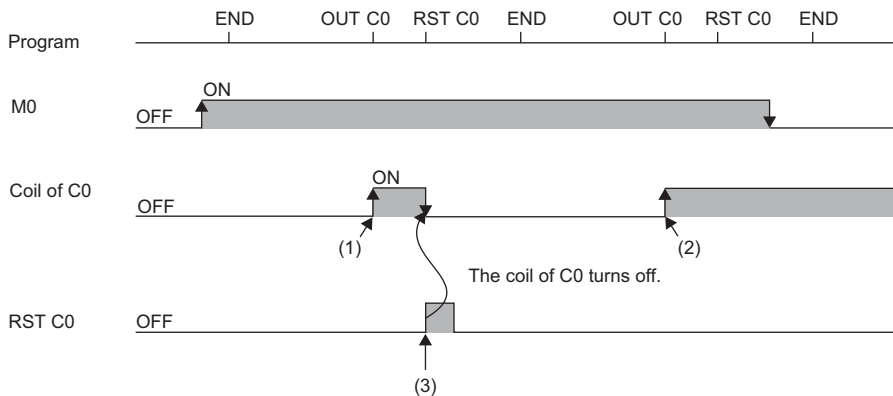 END OUT C0 RST C0 END OUT C0 RST C0 END
Program
ON
M0
OFF
ON
Coil of C0
OFF
(1) (2)
The coil of C0 turns off.
RST C0 OFF
(3)